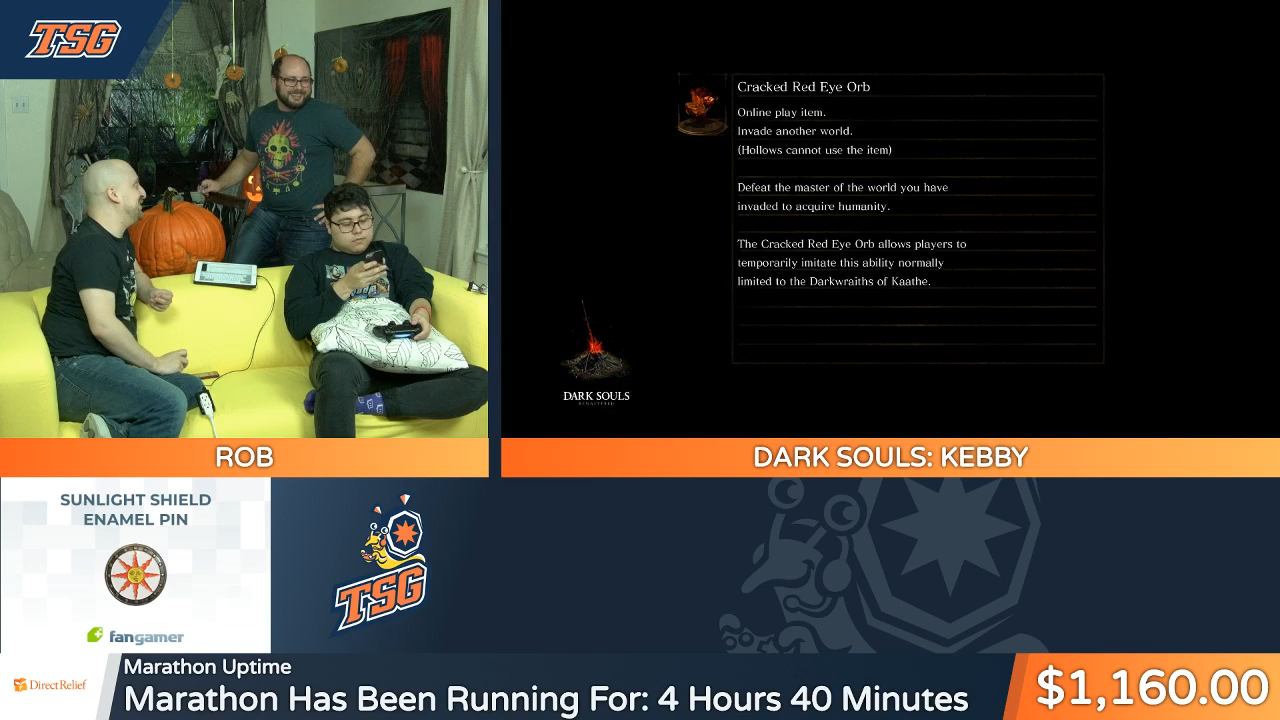 TSG
Cracked Red Eye Orb
Online play item.
Invade another world.
(Hollows cannot use the item)
Defeat the master of the world you have
invaded to acquire humanity.
The Cracked Red Eye Orb allows players to
temporarily imitate this ability normally
limited to the Darkwraiths of Kaathe.
DARK SOULS
REMASTERED
ROB
DARK SOULS: KEBBY
SUNLIGHT SHIELD
ENAMEL PIN
fangamer
TSG
DirectRelief
Marathon Uptime
Marathon Has Been Running For: 4 Hours 40 Minutes
$1,160.00